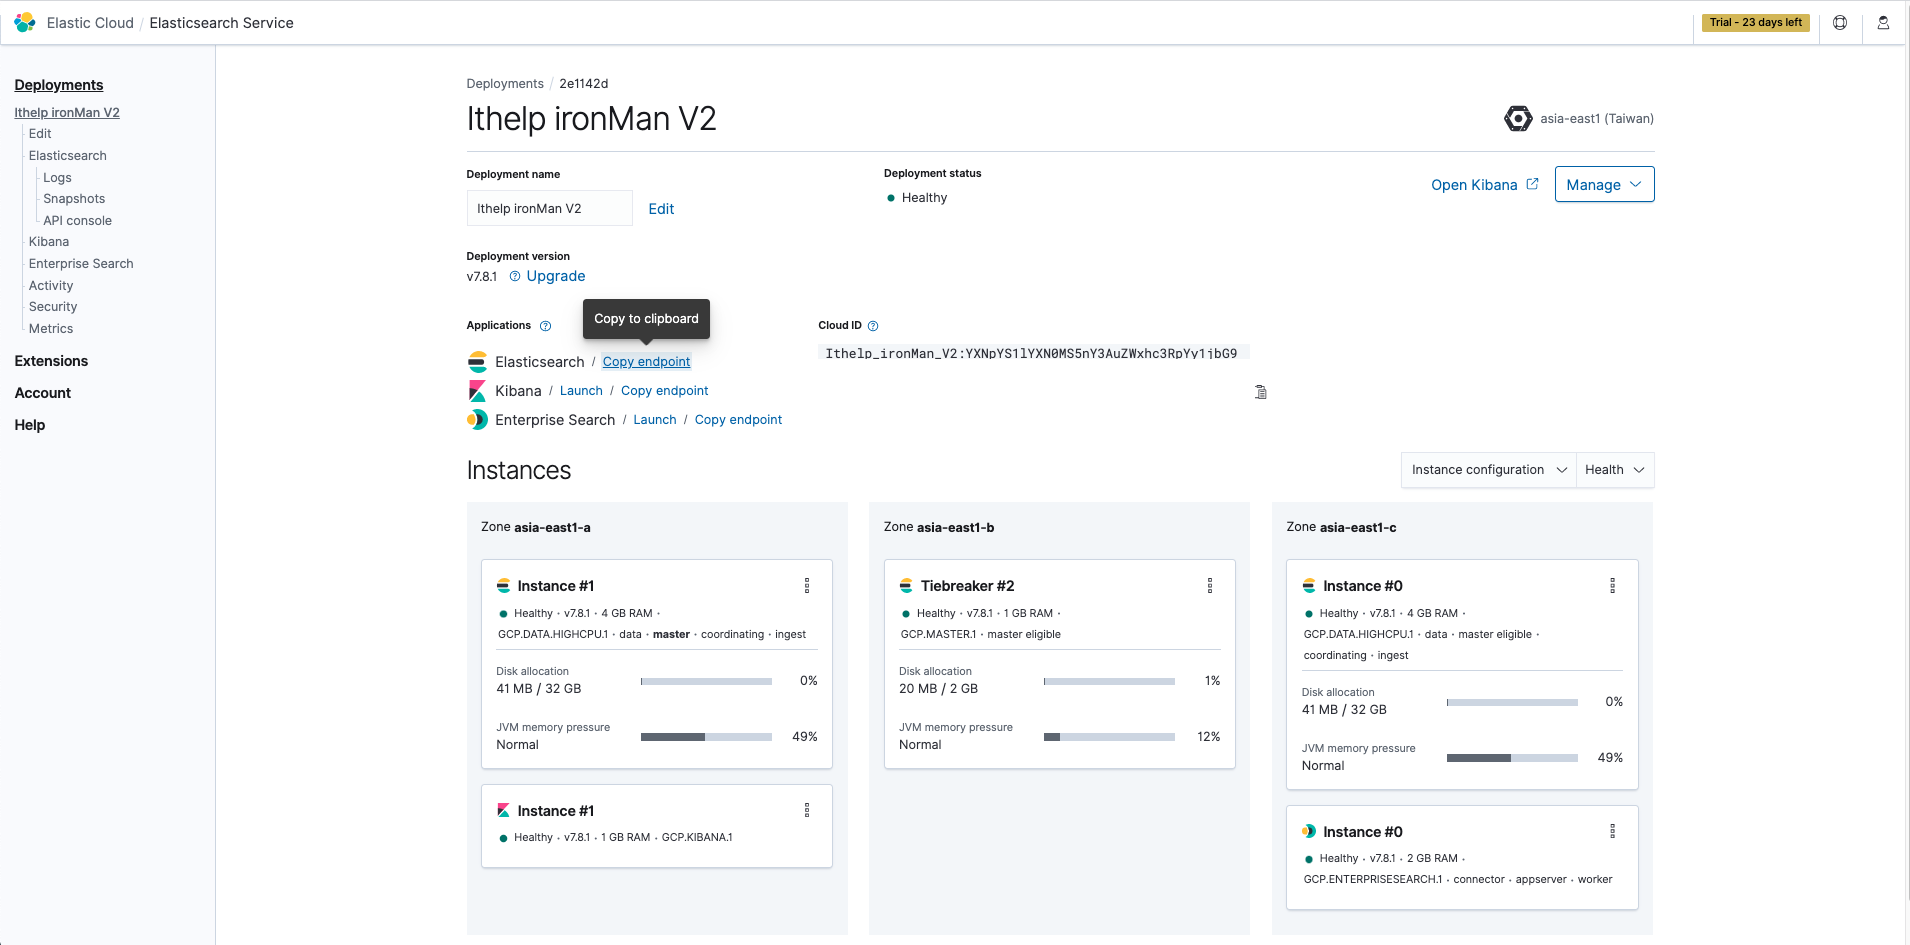 Elastic Cloud / Elasticsearch Service
Trial - 23 days left
Deployments
Ithelp ironMan V2
Edit
Elasticsearch
Logs
Snapshots
API console
Kibana
Enterprise Search
Activity
Security
Metrics
Extensions
Account
Help
Deployments / 2e1142d
Ithelp ironMan V2
asia-east1 (Taiwan)
Deployment name
Ithelp ironMan V2
Edit
Deployment status
Healthy
Open Kibana
Manage
Deployment version
v7.8.1 Upgrade
Copy to clipboard
Applications
Elasticsearch / Copy endpoint
Kibana / Launch / Copy endpoint
Enterprise Search / Launch / Copy endpoint
Cloud ID
Ithelp_ironMan_V2:YXNpYS1lYXN0MS5nY3AuZWxhc3RpYy1jbG9
Instances
Instance configuration
Health
Zone asia-east1-a
Instance #1
Healthy · v7.8.1 · 4 GB RAM ·
GCP.DATA.HIGHCPU.1 · data · master · coordinating · ingest
Disk allocation
41 MB / 32 GB
0%
JVM memory pressure
Normal
49%
Instance #1
Healthy · v7.8.1 · 1 GB RAM · GCP.KIBANA.1
Zone asia-east1-b
Tiebreaker #2
Healthy · v7.8.1 · 1 GB RAM ·
GCP.MASTER.1 · master eligible
Disk allocation
20 MB / 2 GB
1%
JVM memory pressure
Normal
12%
Zone asia-east1-c
Instance #0
Healthy · v7.8.1 · 4 GB RAM ·
GCP.DATA.HIGHCPU.1 · data · master eligible ·
coordinating · ingest
Disk allocation
41 MB / 32 GB
0%
JVM memory pressure
Normal
49%
Instance #0
Healthy · v7.8.1 · 2 GB RAM ·
GCP.ENTERPRISESEARCH.1 · connector · appserver · worker